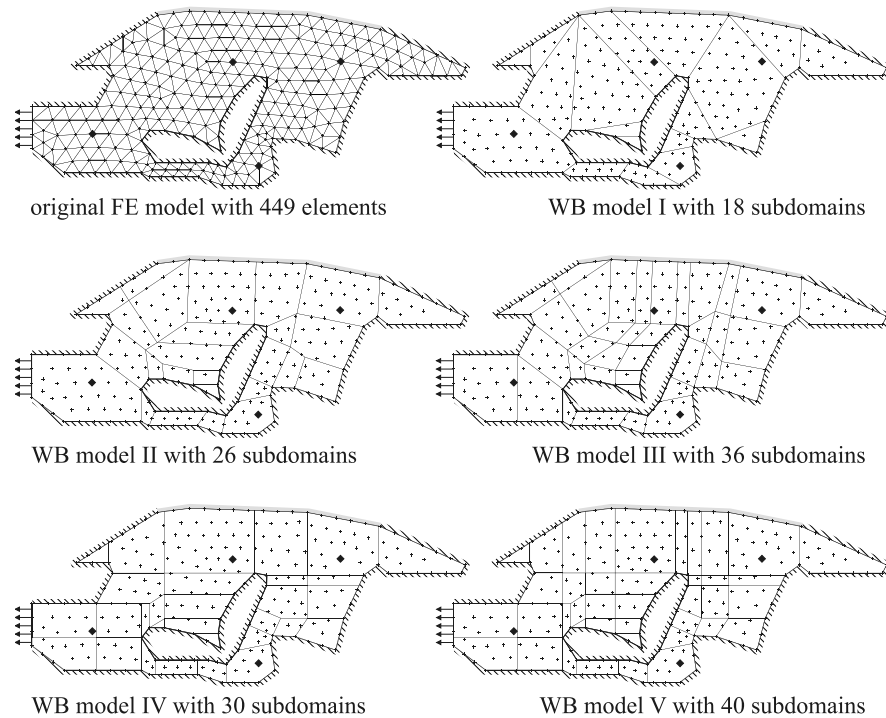 original FE model with 449 elements
WB model I with 18 subdomains
WB model II with 26 subdomains
WB model III with 36 subdomains
WB model IV with 30 subdomains
WB model V with 40 subdomains